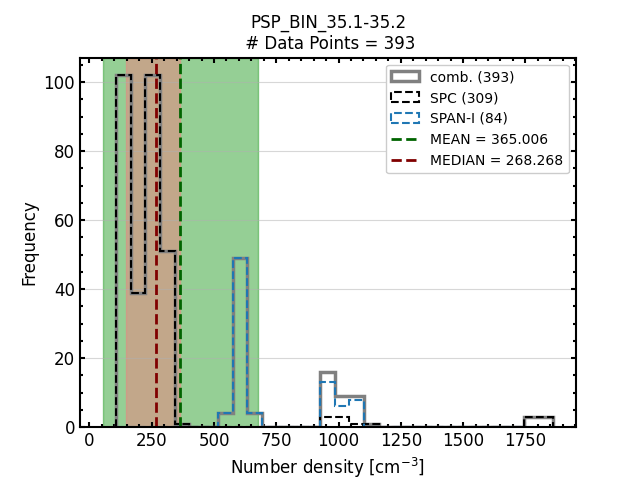 PSP_BIN_35.1-35.2
# Data Points = 393
comb. (393)
SPC (309)
SPAN-I (84)
MEAN = 365.006
MEDIAN = 268.268
Frequency
100
80
60
40
20
0
0 250 500 750 1000 1250 1500 1750
Number density [cm⁻³]